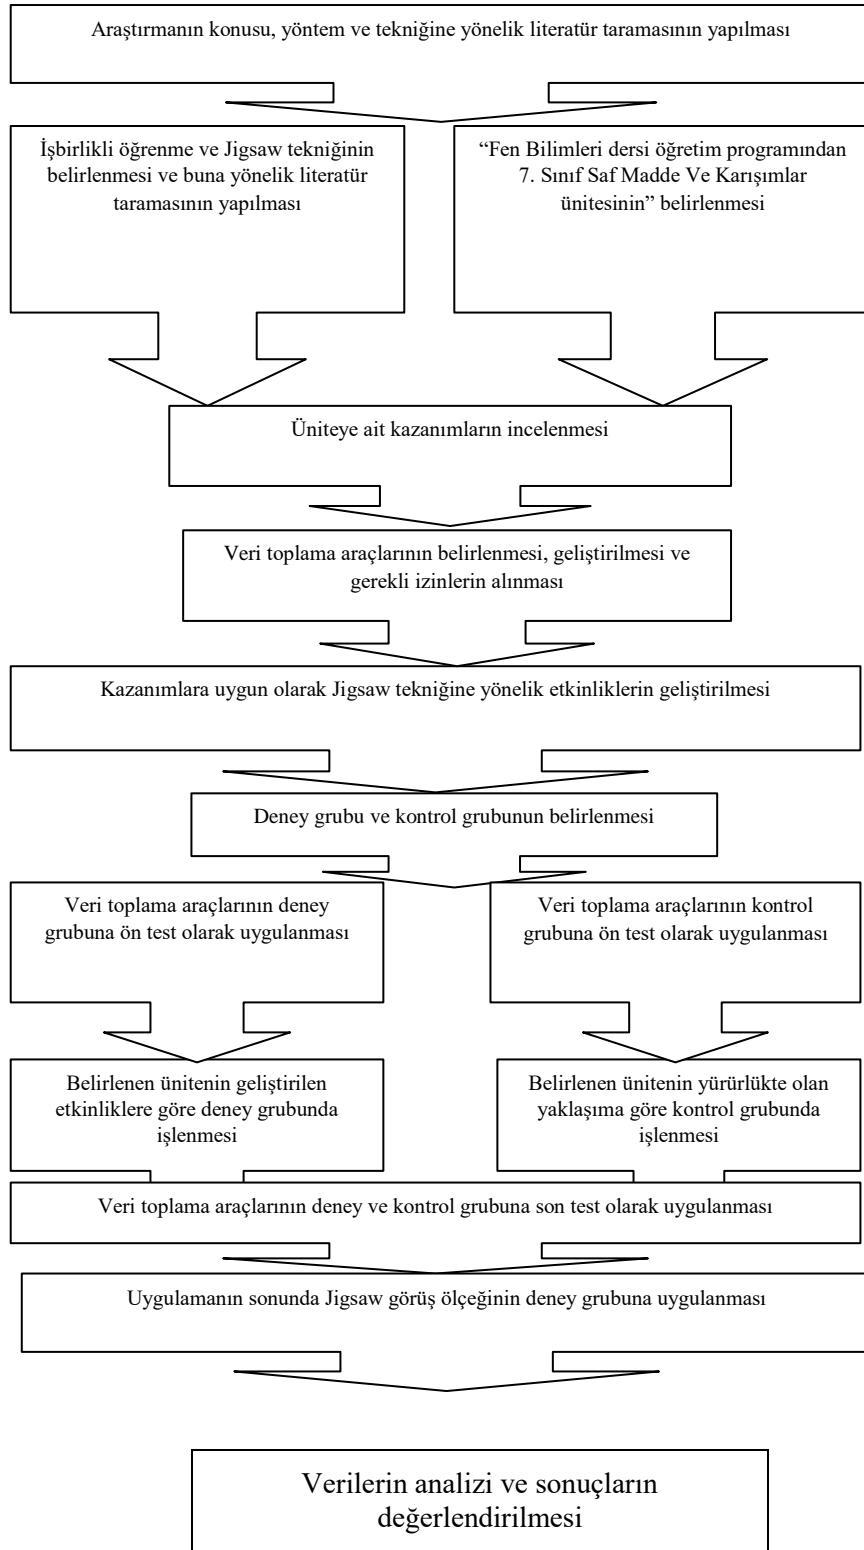 Araştırmanın konusu, yöntem ve tekniğine yönelik literatür taramasının yapılması
İşbirlikli öğrenme ve Jigsaw tekniğinin
belirlenmesi ve buna yönelik literatür
taramasının yapılması
“Fen Bilimleri dersi öğretim programından
7. Sınıf Saf Madde Ve Karışımlar
ünitesinin” belirlenmesi
Üniteye ait kazanımların incelenmesi
Veri toplama araçlarının belirlenmesi, geliştirilmesi ve
gerekli izinlerin alınması
Kazanımlara uygun olarak Jigsaw tekniğine yönelik etkinliklerin geliştirilmesi
Deney grubu ve kontrol grubunun belirlenmesi
Veri toplama araçlarının deney
grubuna ön test olarak uygulanması
Veri toplama araçlarının kontrol
grubuna ön test olarak uygulanması
Belirlenen ünitenin geliştirilen
etkinliklere göre deney grubunda
işlenmesi
Belirlenen ünitenin yürürlükte olan
yaklaşıma göre kontrol grubunda
işlenmesi
Veri toplama araçlarının deney ve kontrol grubuna son test olarak uygulanması
Uygulamanın sonunda Jigsaw görüş ölçeğinin deney grubuna uygulanması
Verilerin analizi ve sonuçların
değerlendirilmesi